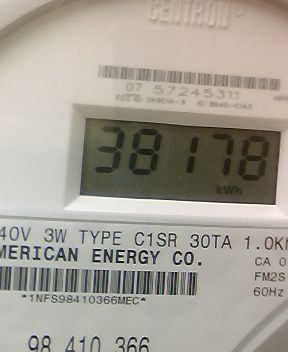 CENTRON®
07 57245311
38178
kWh
40V 3W TYPE C1SR 30TA 1.0K
MERICAN ENERGY CO.
CA 0
FM2S
60Hz
*1NFS98410366MEC*
98 410 366